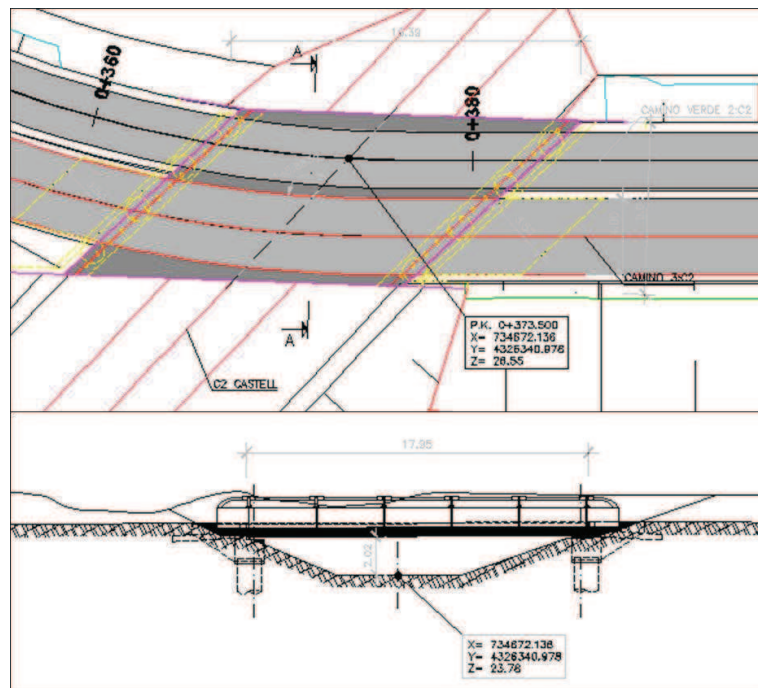 A
16.39
0+360
0+380
CAMINO VERDE 2:C2
CAMINO 3:C2
A
P.K. 0+373.500
X= 734672.136
Y= 4326340.978
Z= 26.55
C2 CASTELL
17.95
2.02
X= 734672.136
Y= 4326340.978
Z= 23.76